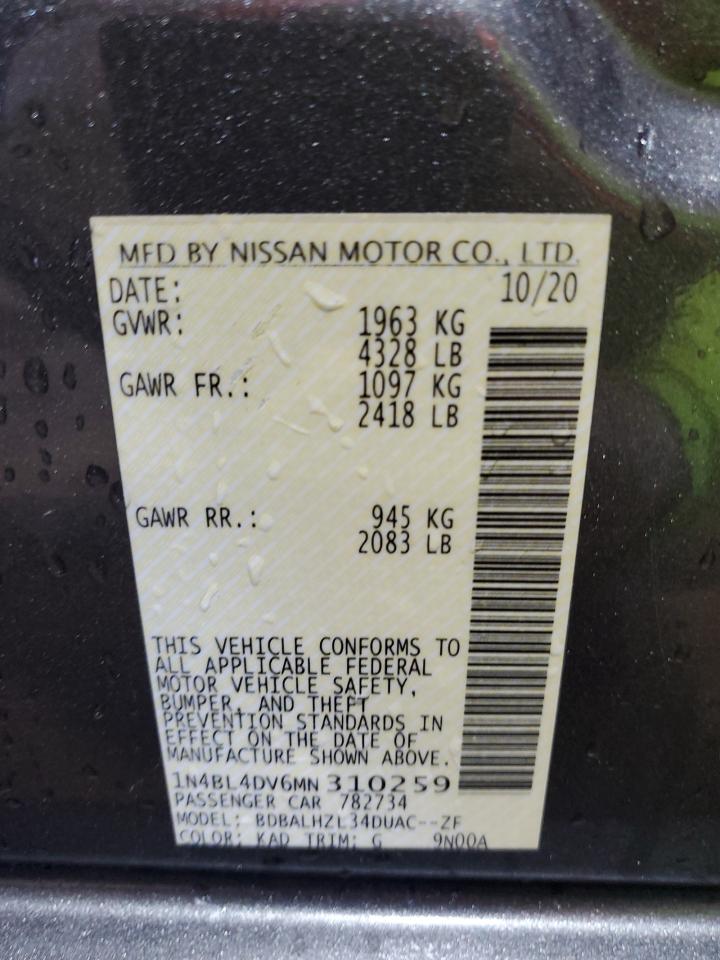 MFD BY NISSAN MOTOR CO., LTD.
DATE: 10/20
GVWR: 1963 KG
4328 LB
GAWR FR.: 1097 KG
2418 LB
GAWR RR.: 945 KG
2083 LB
THIS VEHICLE CONFORMS TO
ALL APPLICABLE FEDERAL
MOTOR VEHICLE SAFETY,
BUMPER, AND THEFT
PREVENTION STANDARDS IN
EFFECT ON THE DATE OF
MANUFACTURE SHOWN ABOVE.
1N4BL4DV6MN310259
PASSENGER CAR 782734
MODEL: BDBALHZL34DUAC--ZF
COLOR: KAD TRIM: G 9N00A